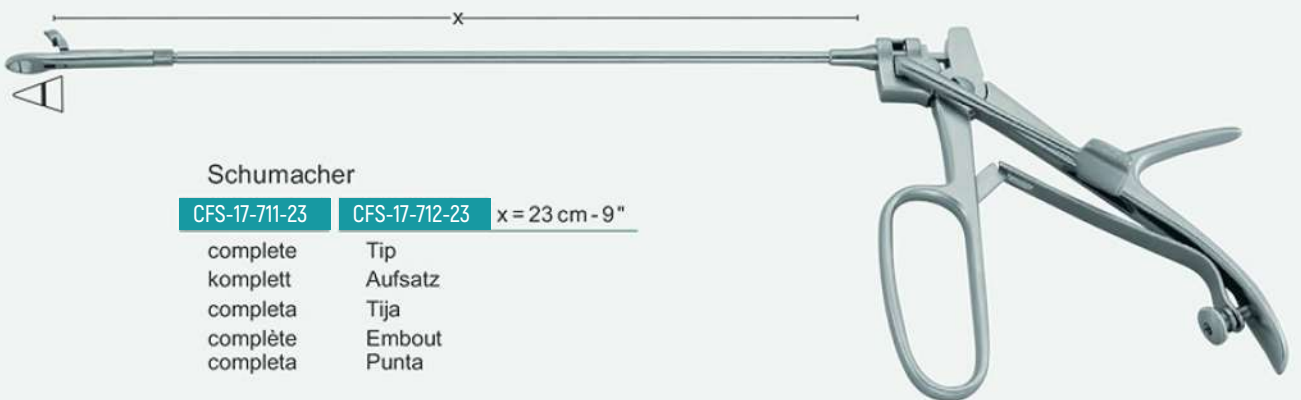 x
Schumacher
CFS-17-711-23 CFS-17-712-23 x = 23 cm - 9"
complete Tip
komplett Aufsatz
completa Tija
complète Embout
completa Punta